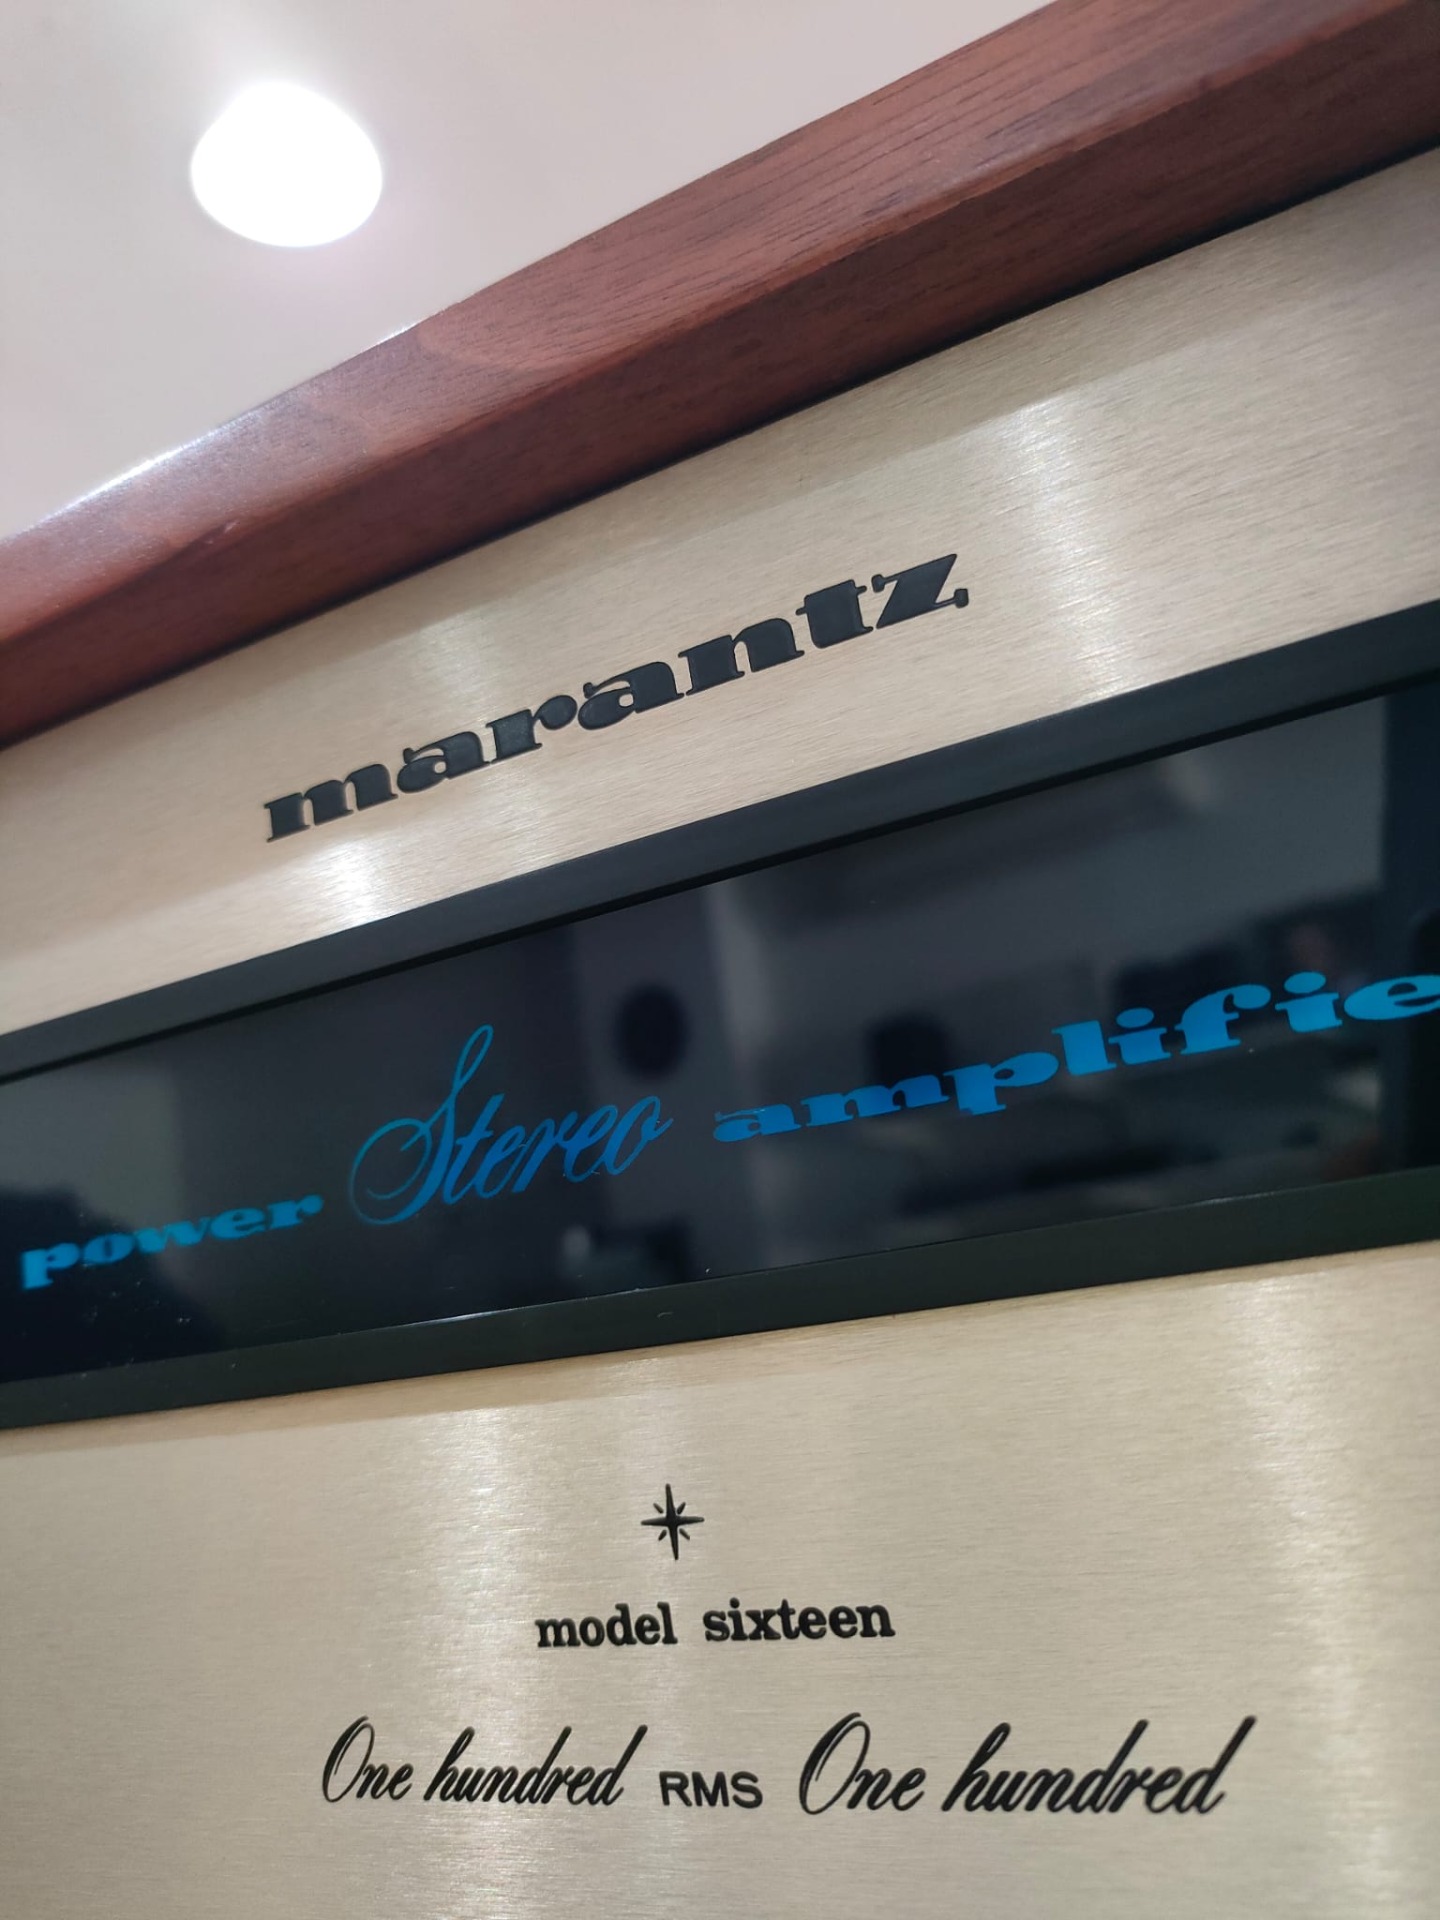 marantz
power Stereo amplifie
model sixteen
One hundred RMS One hundred